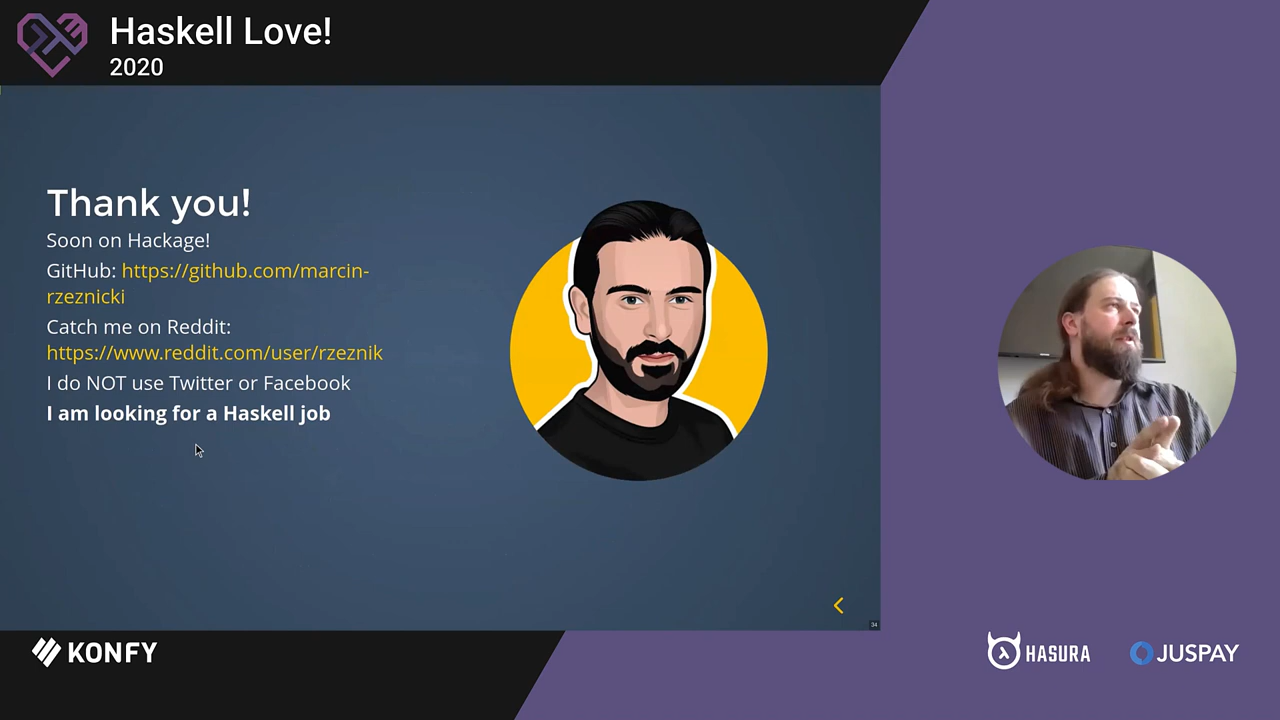 Haskell Love!
2020
Thank you!
Soon on Hackage!
GitHub: https://github.com/marcin-
rzeznicki
Catch me on Reddit:
https://www.reddit.com/user/rzeznik
I do NOT use Twitter or Facebook
I am looking for a Haskell job
34
KONFY
HASURA
JUSPAY